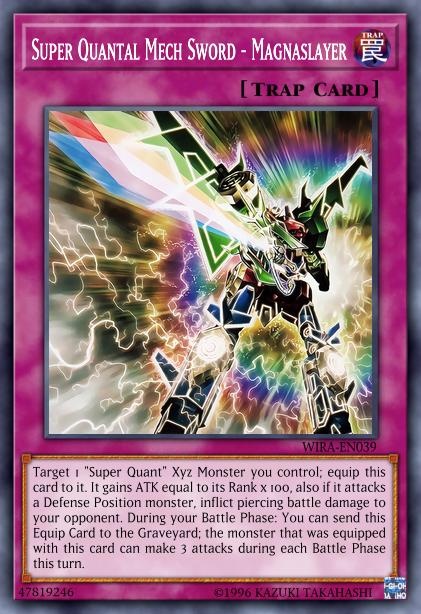 Super Quantal Mech Sword - Magnaslayer
TRAP
罠
[Trap Card]
WIRA-EN039
Target 1 "Super Quant" Xyz Monster you control; equip this
card to it. It gains ATK equal to its Rank x 100, also if it attacks
a Defense Position monster, inflict piercing battle damage to
your opponent. During your Battle Phase: You can send this
Equip Card to the Graveyard; the monster that was equipped
with this card can make 3 attacks during each Battle Phase
this turn.
47819246
©1996 KAZUKI TAKAHASHI